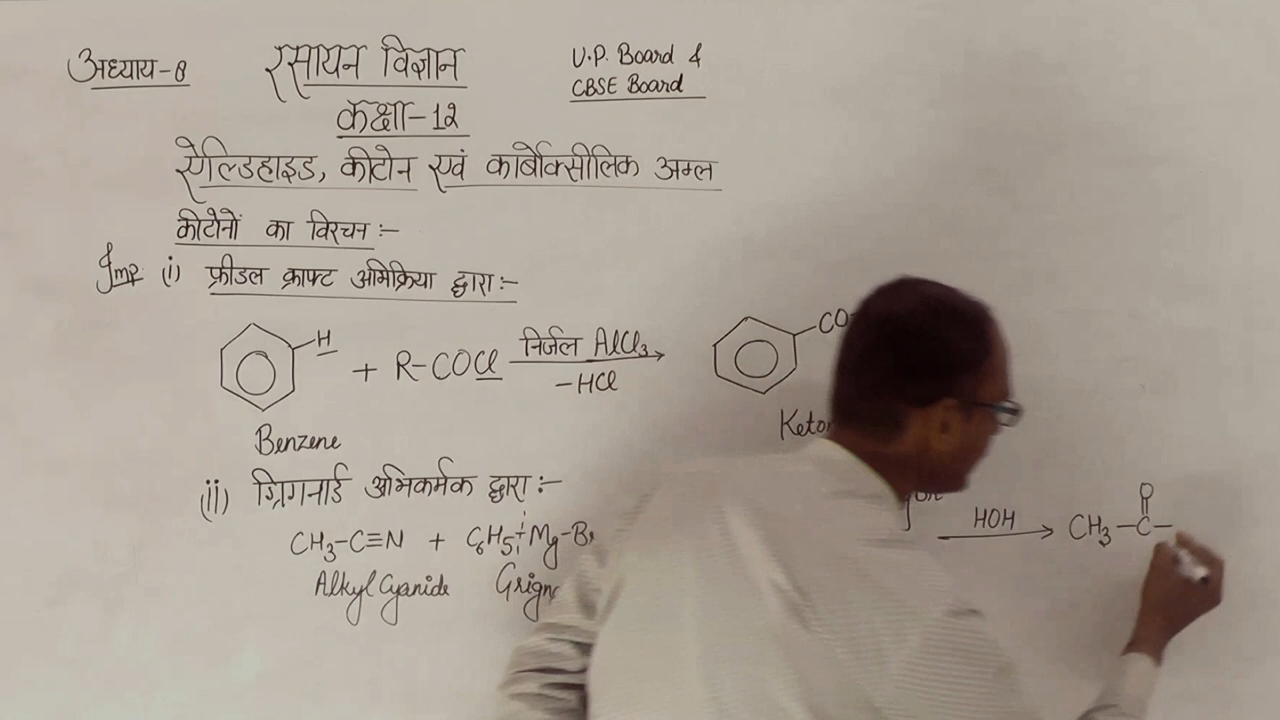 अध्याय-8
रसायन विज्ञान
U.P. Board &
CBSE Board
कक्षा-12
ऐल्डिहाइड, कीटोन एवं कार्बोक्सीलिक अम्ल
कीटोनों का विरचन :-
Imp. (i) फ्रीडल क्राफ्ट अभिक्रिया द्वारा :-
H + R-COCl निर्जल AlCl₃ -HCl CO
Benzene
(ii) ग्रिगनार्ड अभिकर्मक द्वारा :-
CH₃-C≡N + C₆H₅-Mg-Br HOH CH₃-C-
O
Alkyl Cyanide